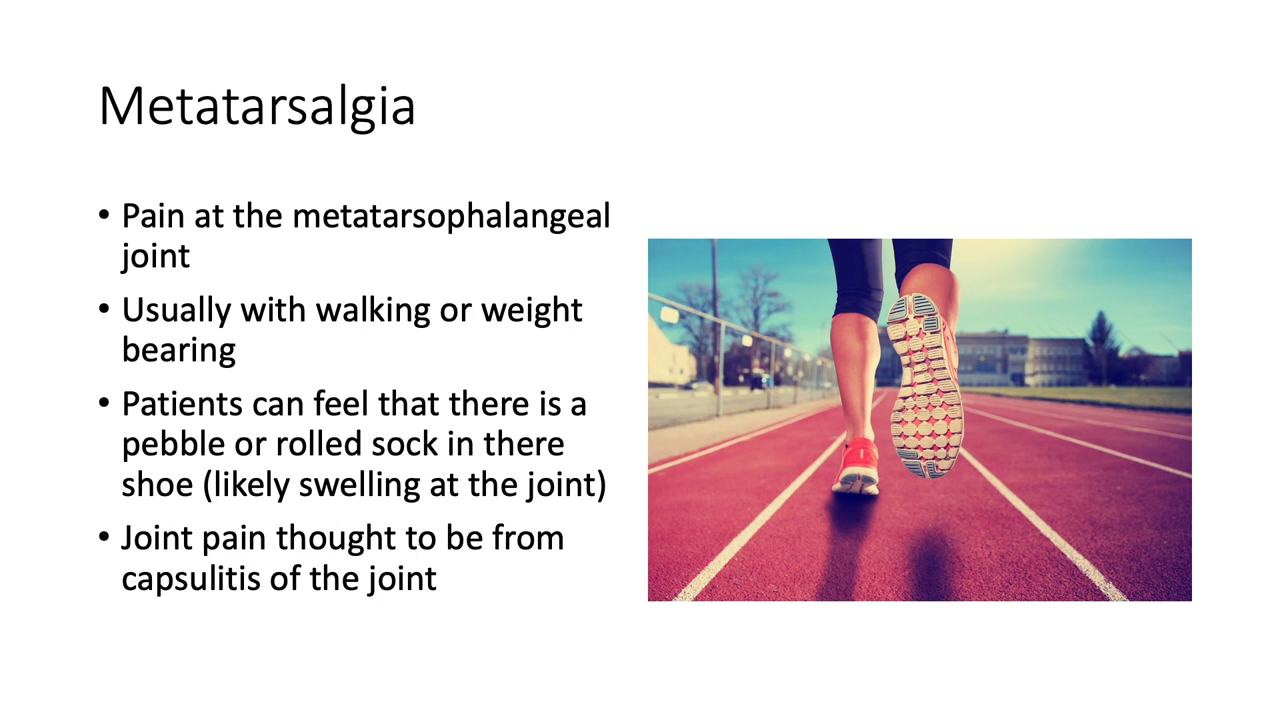 Metatarsalgia
• Pain at the metatarsophalangeal
joint
• Usually with walking or weight
bearing
• Patients can feel that there is a
pebble or rolled sock in there
shoe (likely swelling at the joint)
• Joint pain thought to be from
capsulitis of the joint